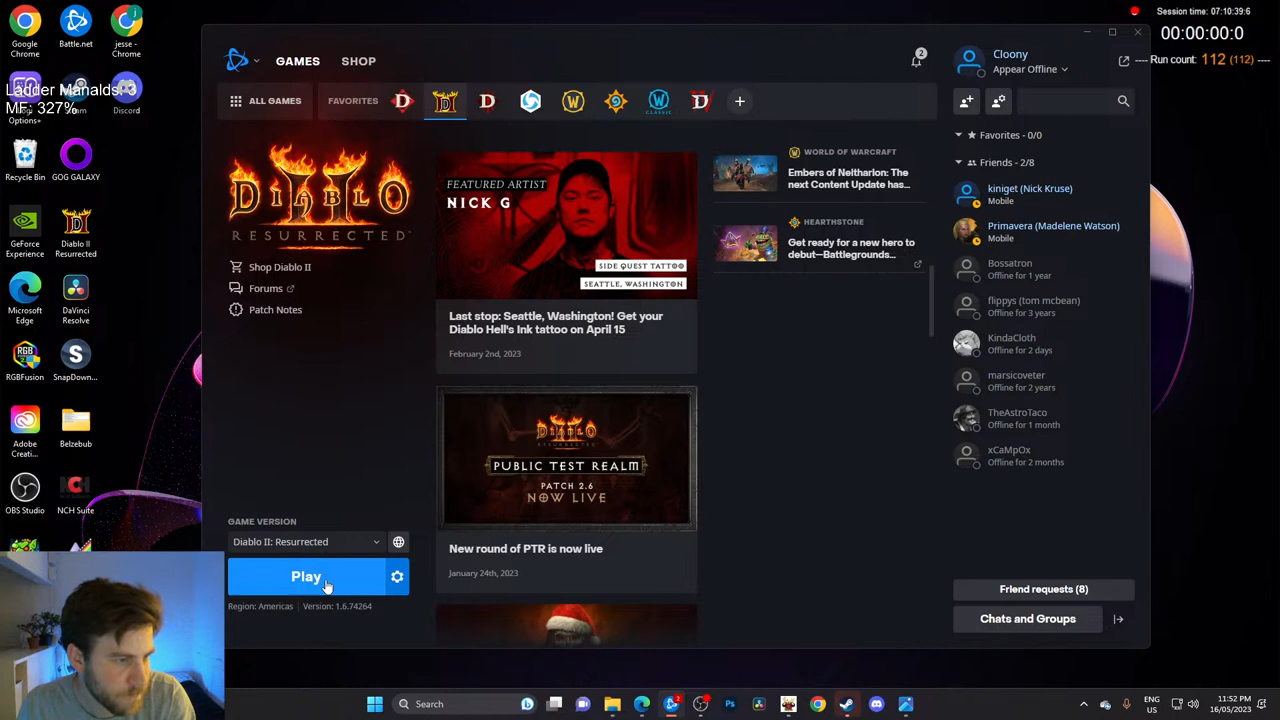 Google
Chrome
Battle.net
jesse -
Chrome
Ladder Manalds: 3
MF: 327%
Options+
Discord
Recycle Bin
GOG GALAXY
GeForce
Experience
Diablo II
Resurrected
Microsoft
Edge
DaVinci
Resolve
RGBFusion
SnapDown...
Adobe
Creati...
Belzebub
OBS Studio
NCH Suite
GAMES
SHOP
2
Session time: 07:10:39:6
00:00:00:0
---- Run count: 112 (112) ----
Cloony
Appear Offline
ALL GAMES
FAVORITES
DIABLO
II
RESURRECTED
Shop Diablo II
Forums
Patch Notes
FEATURED ARTIST
NICK G
SIDE QUEST TATTOO
SEATTLE, WASHINGTON
Last stop: Seattle, Washington! Get your
Diablo Hell's Ink tattoo on April 15
February 2nd, 2023
DIABLO
RESURRECTED
PUBLIC TEST REALM
PATCH 2.6
NOW LIVE
New round of PTR is now live
January 24th, 2023
WORLD OF WARCRAFT
Embers of Neltharion: The
next Content Update has...
HEARTHSTONE
Get ready for a new hero to
debut—Battlegrounds...
Favorites - 0/0
Friends - 2/8
kiniget (Nick Kruse)
Mobile
Primavera (Madelene Watson)
Mobile
Bossatron
Offline for 1 year
flippys (tom mcbean)
Offline for 3 years
KindaCloth
Offline for 2 days
marsicoveter
Offline for 2 years
TheAstroTaco
Offline for 1 month
xCaMpOx
Offline for 2 months
Friend requests (8)
Chats and Groups
GAME VERSION
Diablo II: Resurrected
Play
Region: Americas | Version: 1.6.74264
Search
2
ENG
US
11:52 PM
16/05/2023